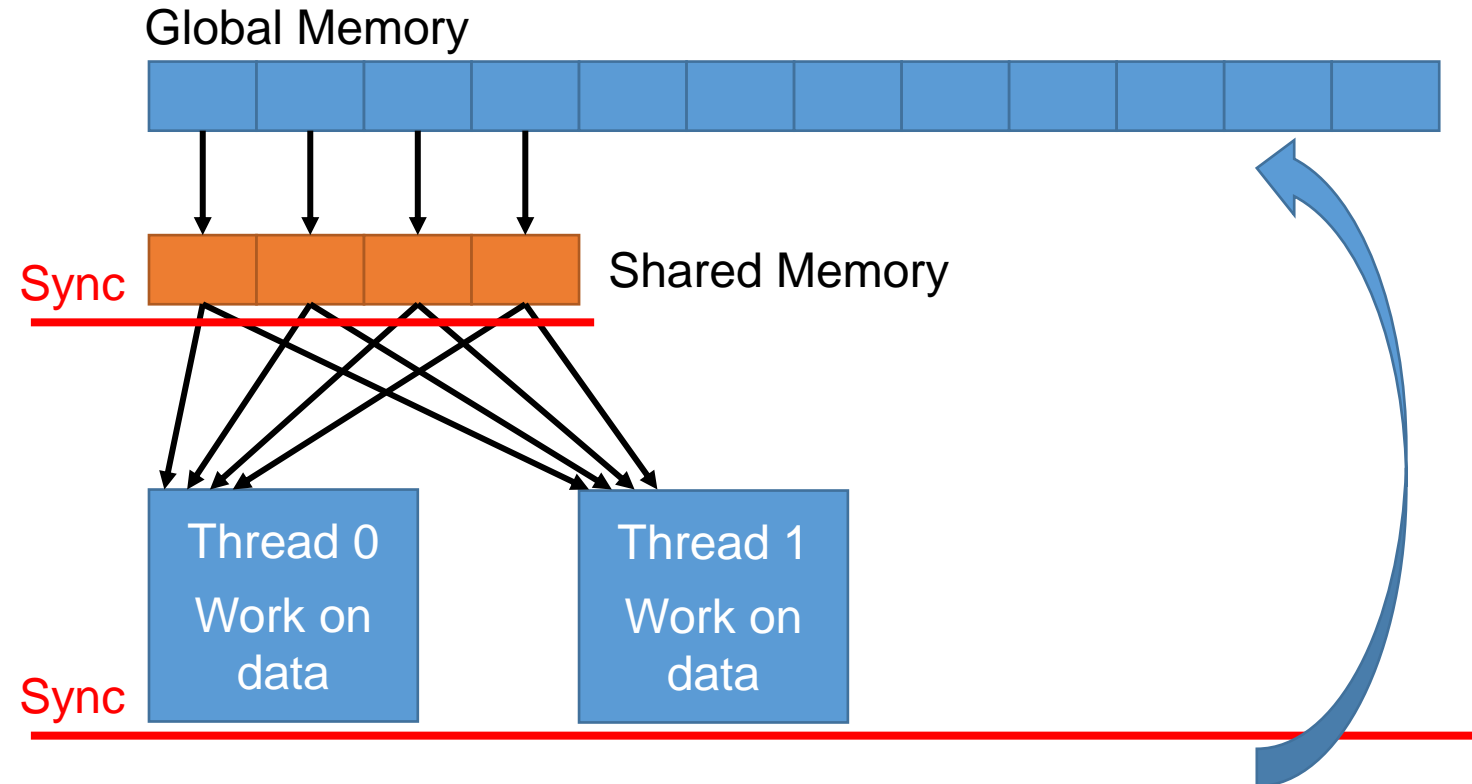 Global Memory
Sync
Shared Memory
Thread 0
Work on
data
Thread 1
Work on
data
Sync